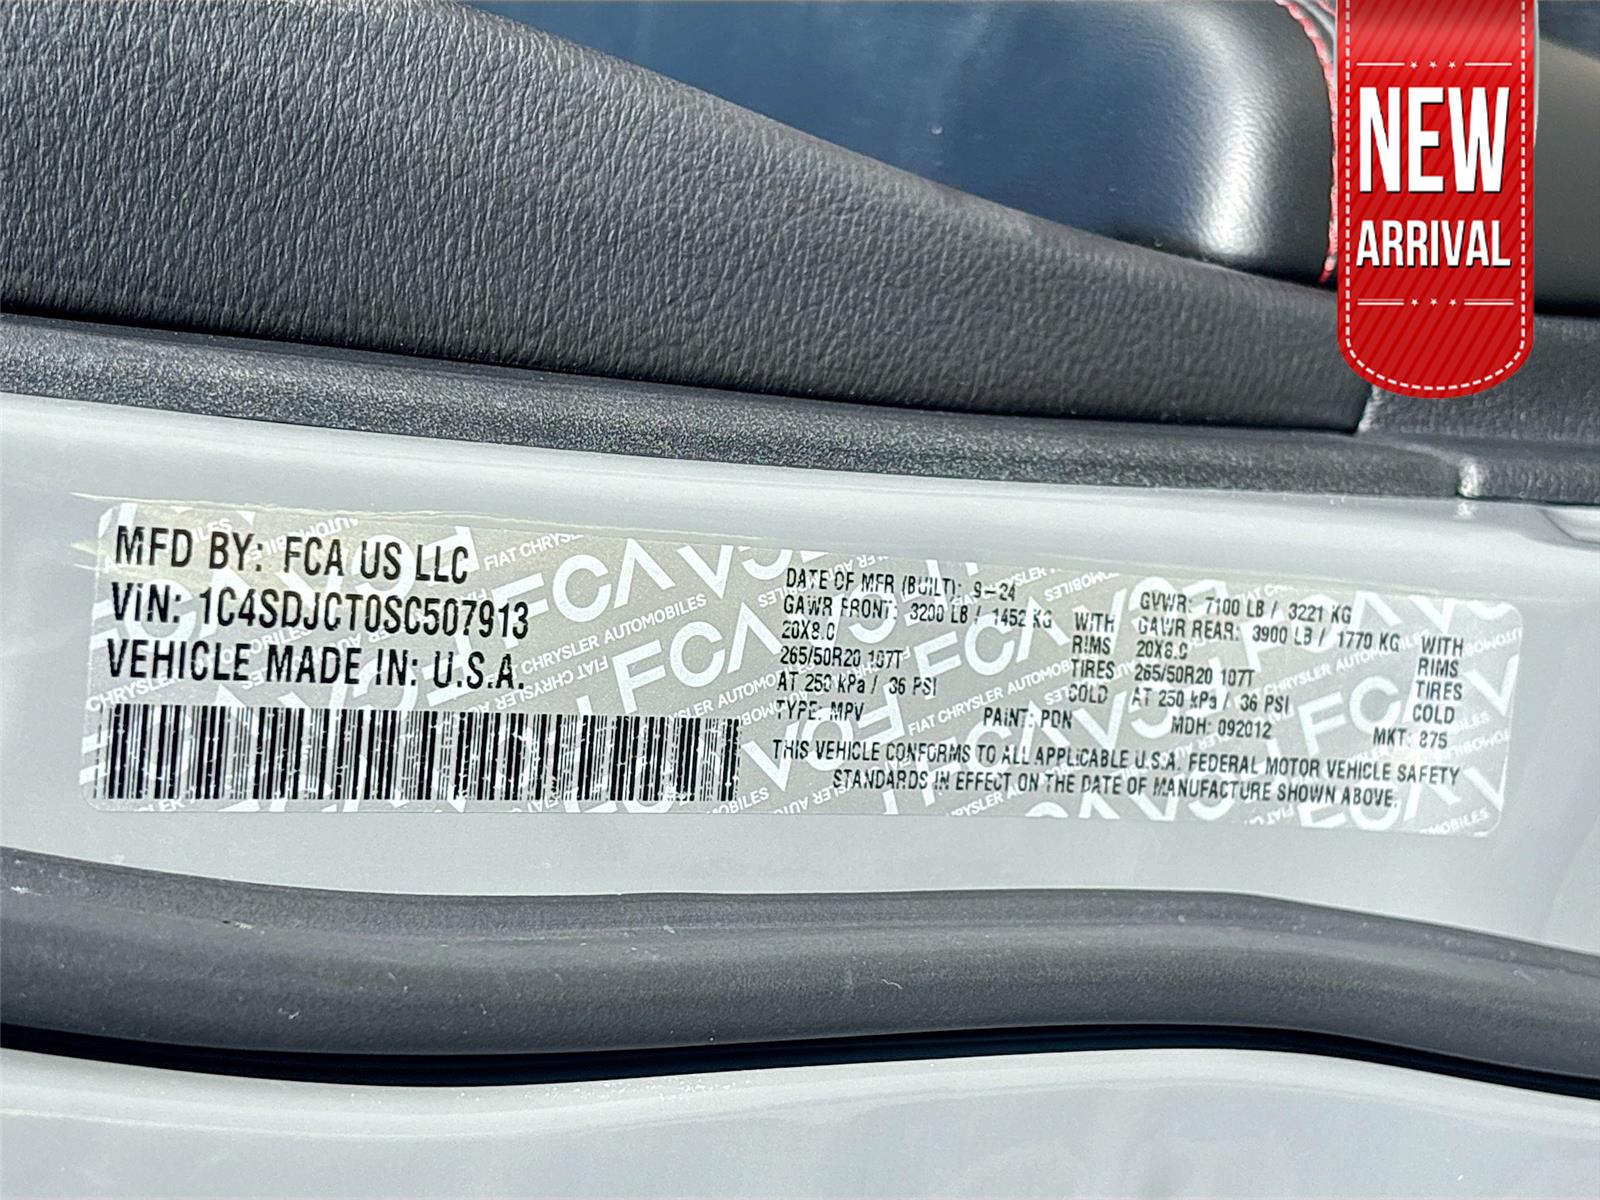 NEW
ARRIVAL
MFD BY: FCA US LLC
VIN: 1C4SDJCT0SC507913
VEHICLE MADE IN: U.S.A.
DATE OF MFR (BUILT): 9-24
GAWR FRONT: 3200 LB / 1452 KG WITH
20X8.0 RIMS
265/50R20 107T TIRES
AT 250 kPa / 36 PSI COLD
TYPE: MPV PAINT: PDN
GVWR: 7100 LB / 3221 KG
GAWR REAR: 3900 LB / 1770 KG WITH
20X8.0 RIMS
265/50R20 107T TIRES
AT 250 kPa / 36 PSI COLD
MDH: 092012 MKT: 875
THIS VEHICLE CONFORMS TO ALL APPLICABLE U.S.A. FEDERAL MOTOR VEHICLE SAFETY
STANDARDS IN EFFECT ON THE DATE OF MANUFACTURE SHOWN ABOVE.
FCA
FIAT CHRYSLER AUTOMOBILES